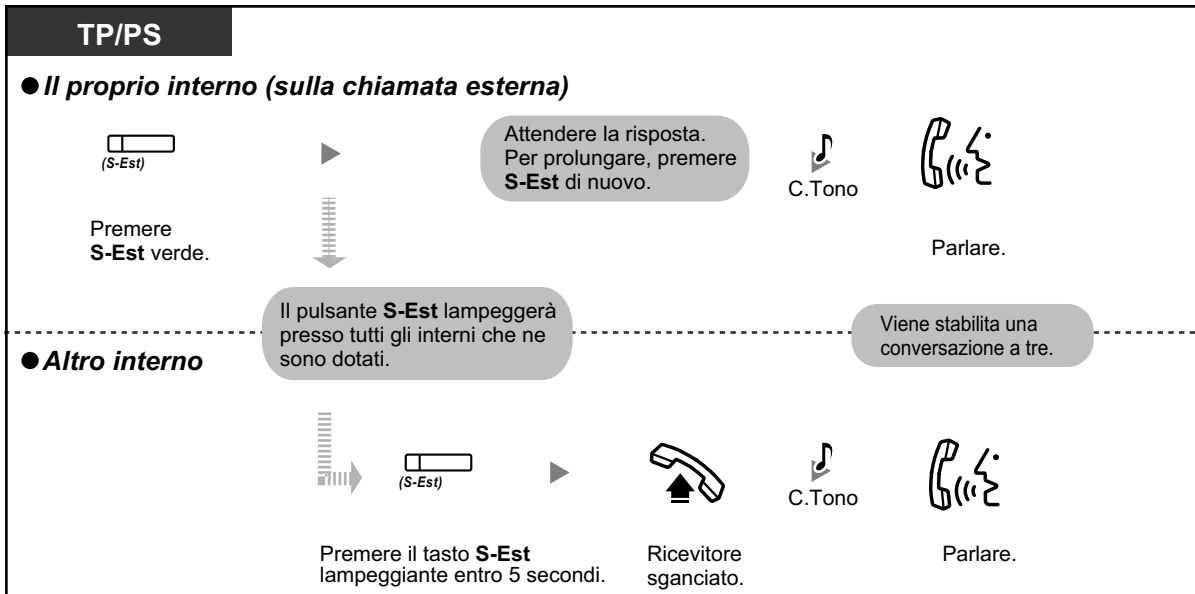 TP/PS
● Il proprio interno (sulla chiamata esterna)
(S-Est)
Premere
S-Est verde.
Attendere la risposta.
Per prolungare, premere
S-Est di nuovo.
C.Tono
Parlare.
Il pulsante S-Est lampeggerà
presso tutti gli interni che ne
sono dotati.
Viene stabilita una
conversazione a tre.
● Altro interno
(S-Est)
Premere il tasto S-Est
lampeggiante entro 5 secondi.
Ricevitore
sganciato.
C.Tono
Parlare.